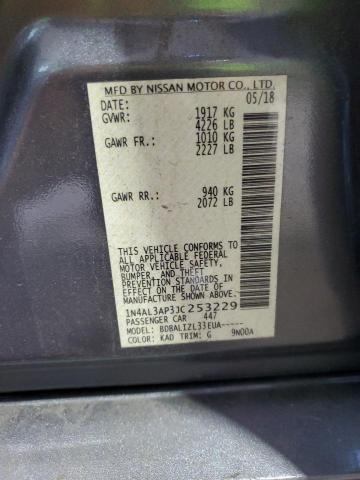 MFD BY NISSAN MOTOR CO., LTD.
DATE: 05/18
GVWR: 1917 KG
4226 LB
GAWR FR.: 1010 KG
2227 LB
GAWR RR.: 940 KG
2072 LB
THIS VEHICLE CONFORMS TO
ALL APPLICABLE FEDERAL
MOTOR VEHICLE SAFETY,
BUMPER, AND THEFT
PREVENTION STANDARDS IN
EFFECT ON THE DATE OF
MANUFACTURE SHOWN ABOVE.
1N4AL3AP3JC253229
PASSENGER CAR 447
MODEL: BDBALIZL33EUA-----
COLOR: KAD TRIM: G 9N00A